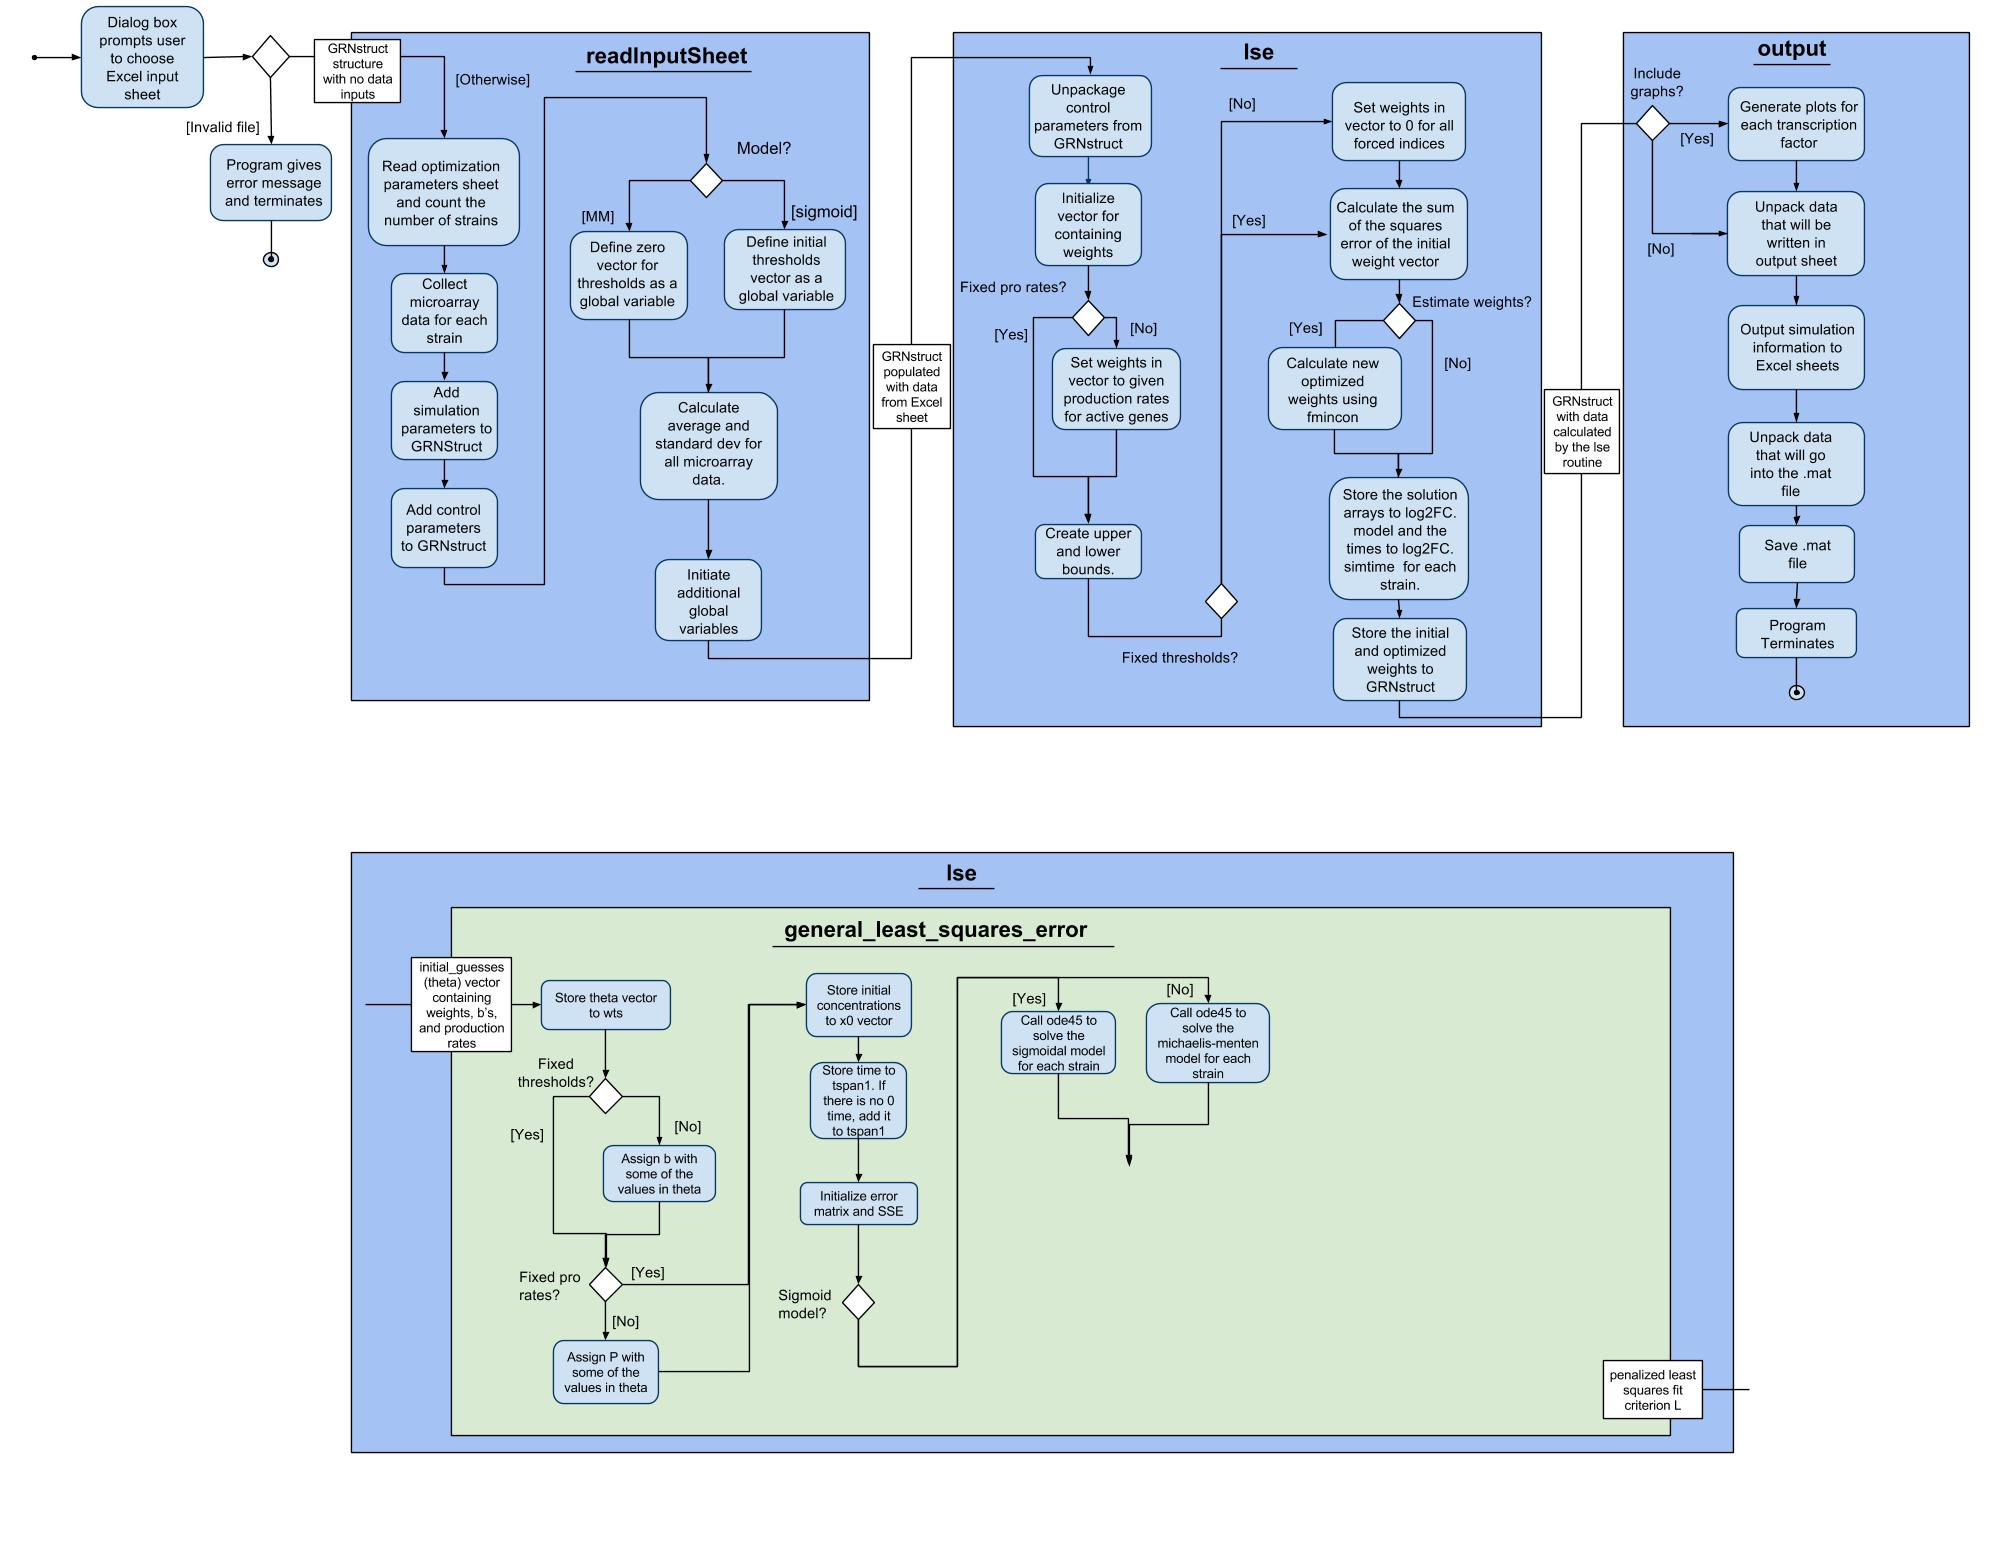 Dialog box
prompts user
to choose
Excel input
sheet
[Invalid file]
Program gives
error message
and terminates
GRNstruct
structure
with no data
inputs
readInputSheet
[Otherwise]
Read optimization
parameters sheet
and count the
number of strains
Collect
microarray
data for each
strain
Add
simulation
parameters to
GRNStruct
Add control
parameters
to GRNstruct
Model?
[MM]
[sigmoid]
Define zero
vector for
thresholds as a
global variable
Define initial
thresholds
vector as a
global variable
Calculate
average and
standard dev for
all microarray
data.
Initiate
additional
global
variables
GRNstruct
populated
with data
from Excel
sheet
lse
Unpackage
control
parameters from
GRNstruct
Initialize
vector for
containing
weights
Fixed pro rates?
[Yes]
[No]
Set weights in
vector to given
production rates
for active genes
Create upper
and lower
bounds.
Fixed thresholds?
[No]
[Yes]
Set weights in
vector to 0 for all
forced indices
Calculate the sum
of the squares
error of the initial
weight vector
Estimate weights?
[Yes]
[No]
Calculate new
optimized
weights using
fmincon
Store the solution
arrays to log2FC.
model and the
times to log2FC.
simtime  for each
strain.
Store the initial
and optimized
weights to
GRNstruct
GRNstruct
with data
calculated
by the lse
routine
output
Include
graphs?
[Yes]
[No]
Generate plots for
each transcription
factor
Unpack data
that will be
written in
output sheet
Output simulation
information to
Excel sheets
Unpack data
that will go
into the .mat
file
Save .mat
file
Program
Terminates
lse
general_least_squares_error
initial_guesses
(theta) vector
containing
weights, b's,
and production
rates
Store theta vector
to wts
Fixed
thresholds?
[Yes]
[No]
Assign b with
some of the
values in theta
Fixed pro
rates?
[Yes]
[No]
Assign P with
some of the
values in theta
Store initial
concentrations
to x0 vector
Store time to
tspan1. If
there is no 0
time, add it
to tspan1
Initialize error
matrix and SSE
Sigmoid
model?
[Yes]
[No]
Call ode45 to
solve the
sigmoidal model
for each strain
Call ode45 to
solve the
michaelis-menten
model for each
strain
penalized least
squares fit
criterion L